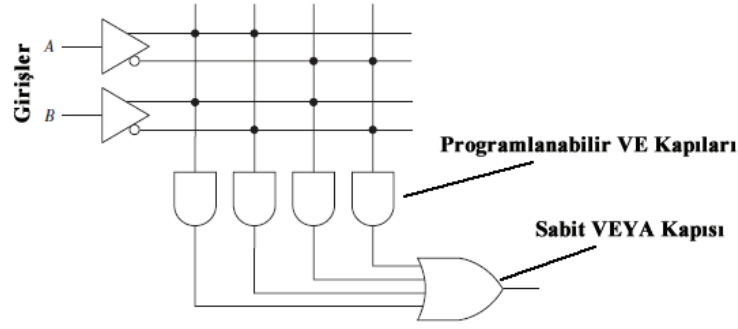 Girişler
A
B
Programlanabilir VE Kapıları
Sabit VEYA Kapısı